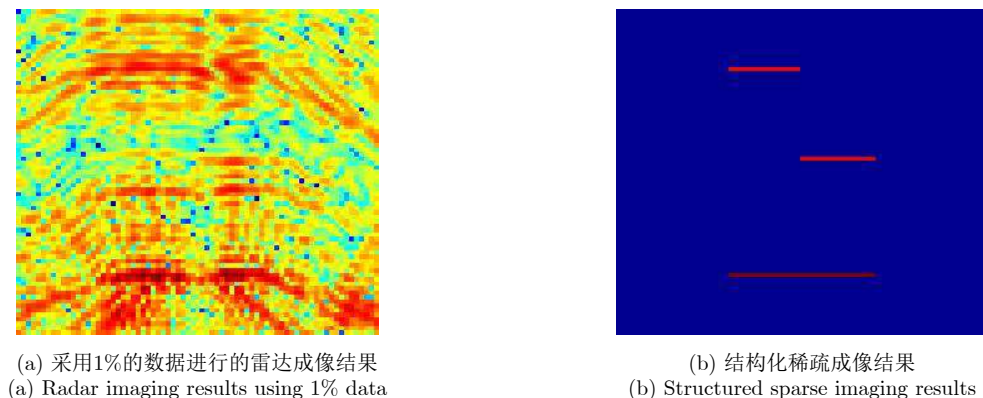 (a) 采用1%的数据进行的雷达成像结果
(a) Radar imaging results using 1% data
(b) 结构化稀疏成像结果
(b) Structured sparse imaging results